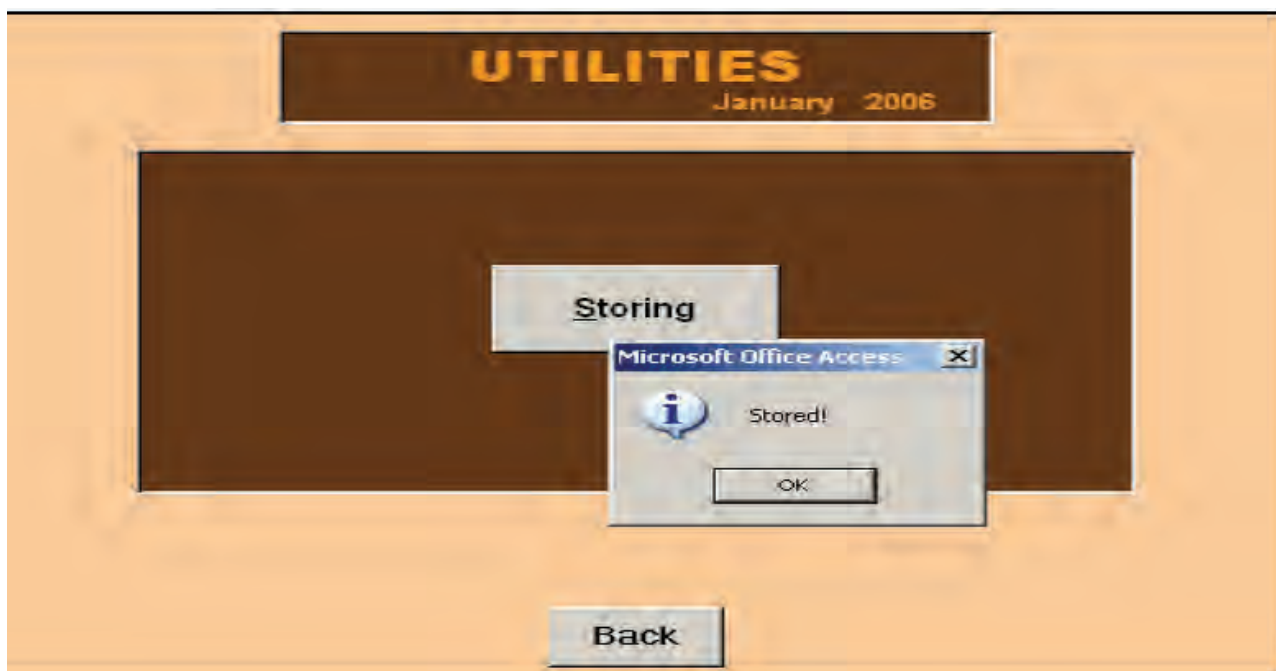 UTILITIES
January 2006
Storing
Microsoft Office Access
Stored!
OK
Back